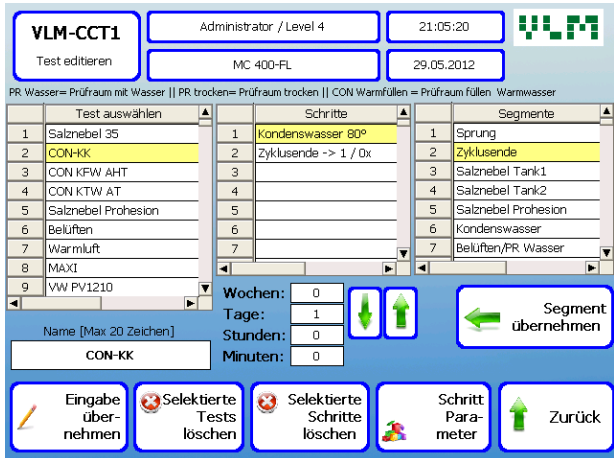 VLM-CCT1
Test editieren
Administrator / Level 4
21:05:20
VLM
MC 400-FL
29.05.2012
PR Wasser= Prüfraum mit Wasser || PR trocken= Prüfraum trocken || CON Warmfüllen = Prüfraum füllen Warmwasser
Test auswählen
1 Salznebel 35
2 CON-KK
3 CON KFW AHT
4 CON KTW AT
5 Salznebel Prohesion
6 Belüften
7 Warmluft
8 MAXI
9 VW PV1210
Schritte
1 Kondenswasser 80º
2 Zyklusende -> 1 / 0x
3
4
5
6
7
Segmente
1 Sprung
2 Zyklusende
3 Salznebel Tank1
4 Salznebel Tank2
5 Salznebel Prohesion
6 Kondenswasser
7 Belüften/PR Wasser
Name [Max 20 Zeichen]
CON-KK
Wochen: 0
Tage: 1
Stunden: 0
Minuten: 0
Segment
übernehmen
Eingabe
über-
nehmen
Selektierte
Tests
löschen
Selektierte
Schritte
löschen
Schritt
Para-
meter
Zurück